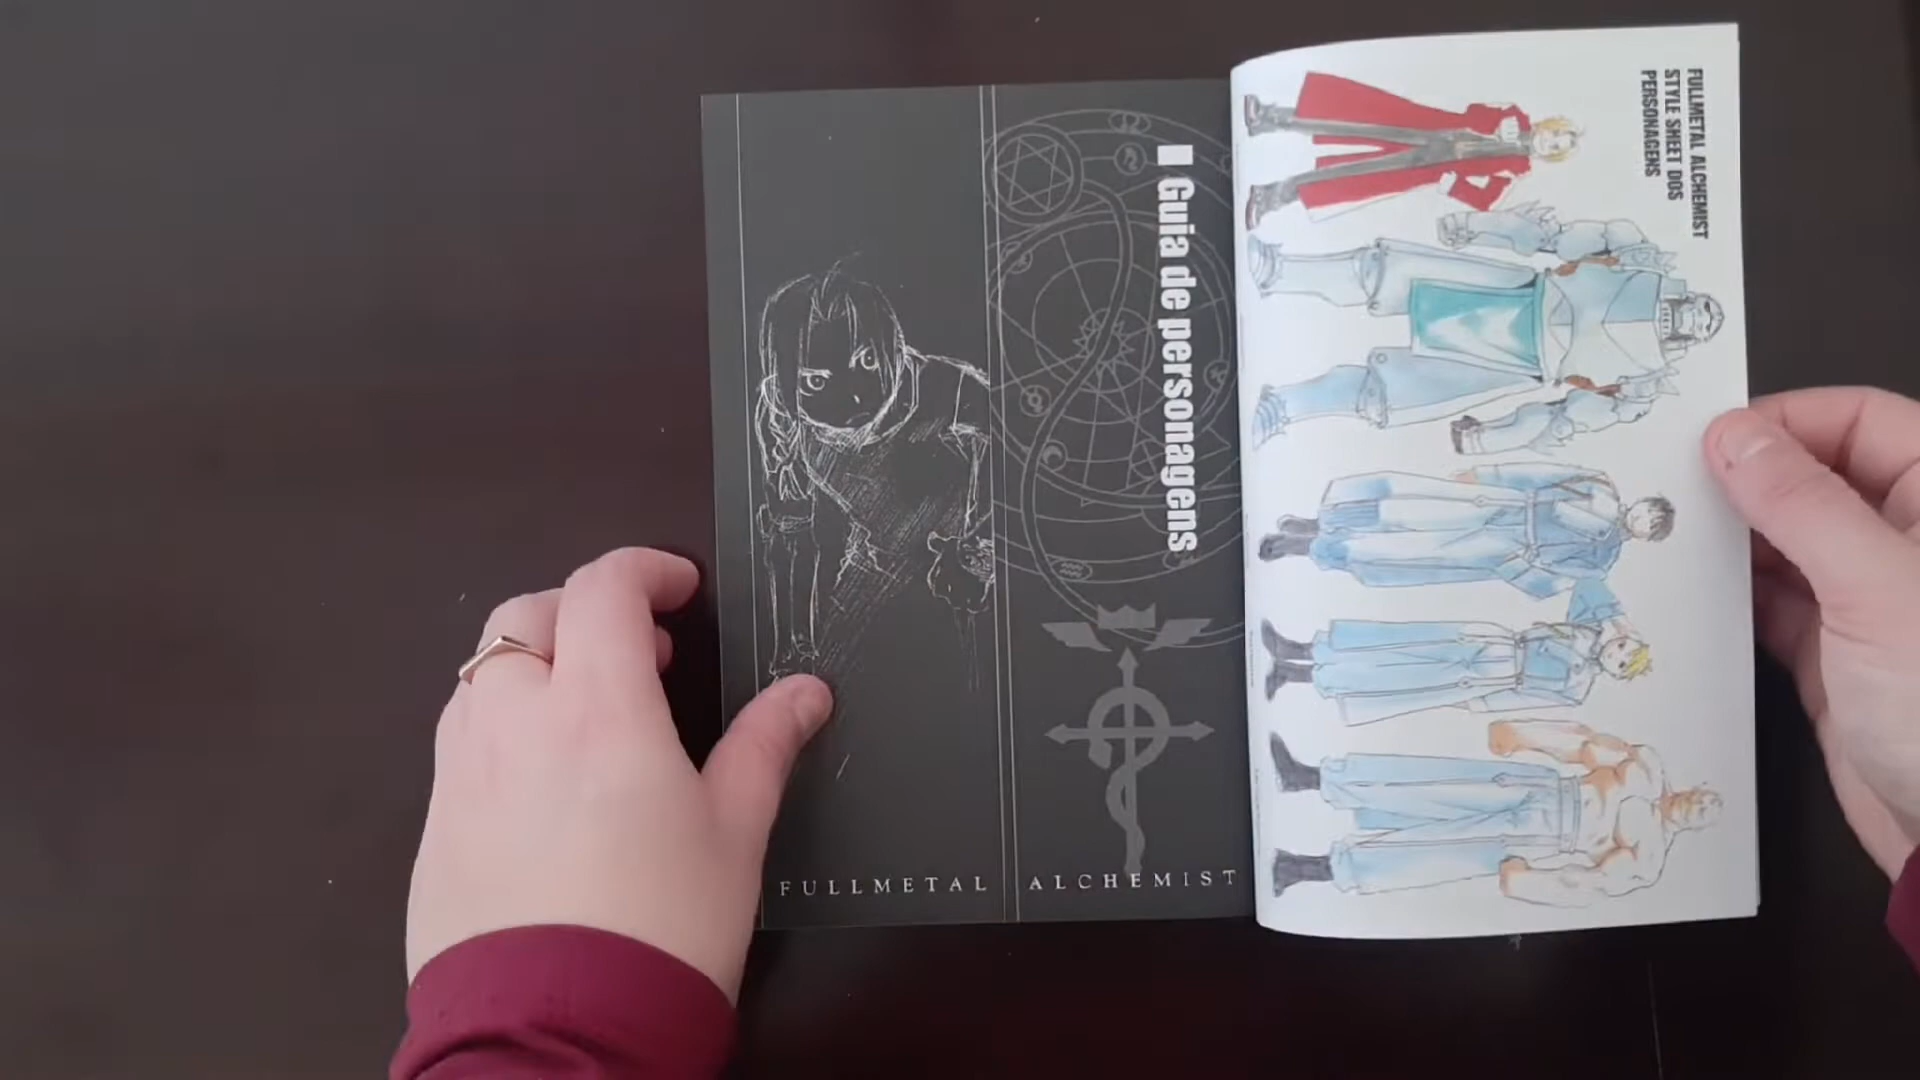 Guia de personagens
FULLMETAL ALCHEMIST
FULLMETAL ALCHEMIST
STYLE SHEET DOS
PERSONAGENS